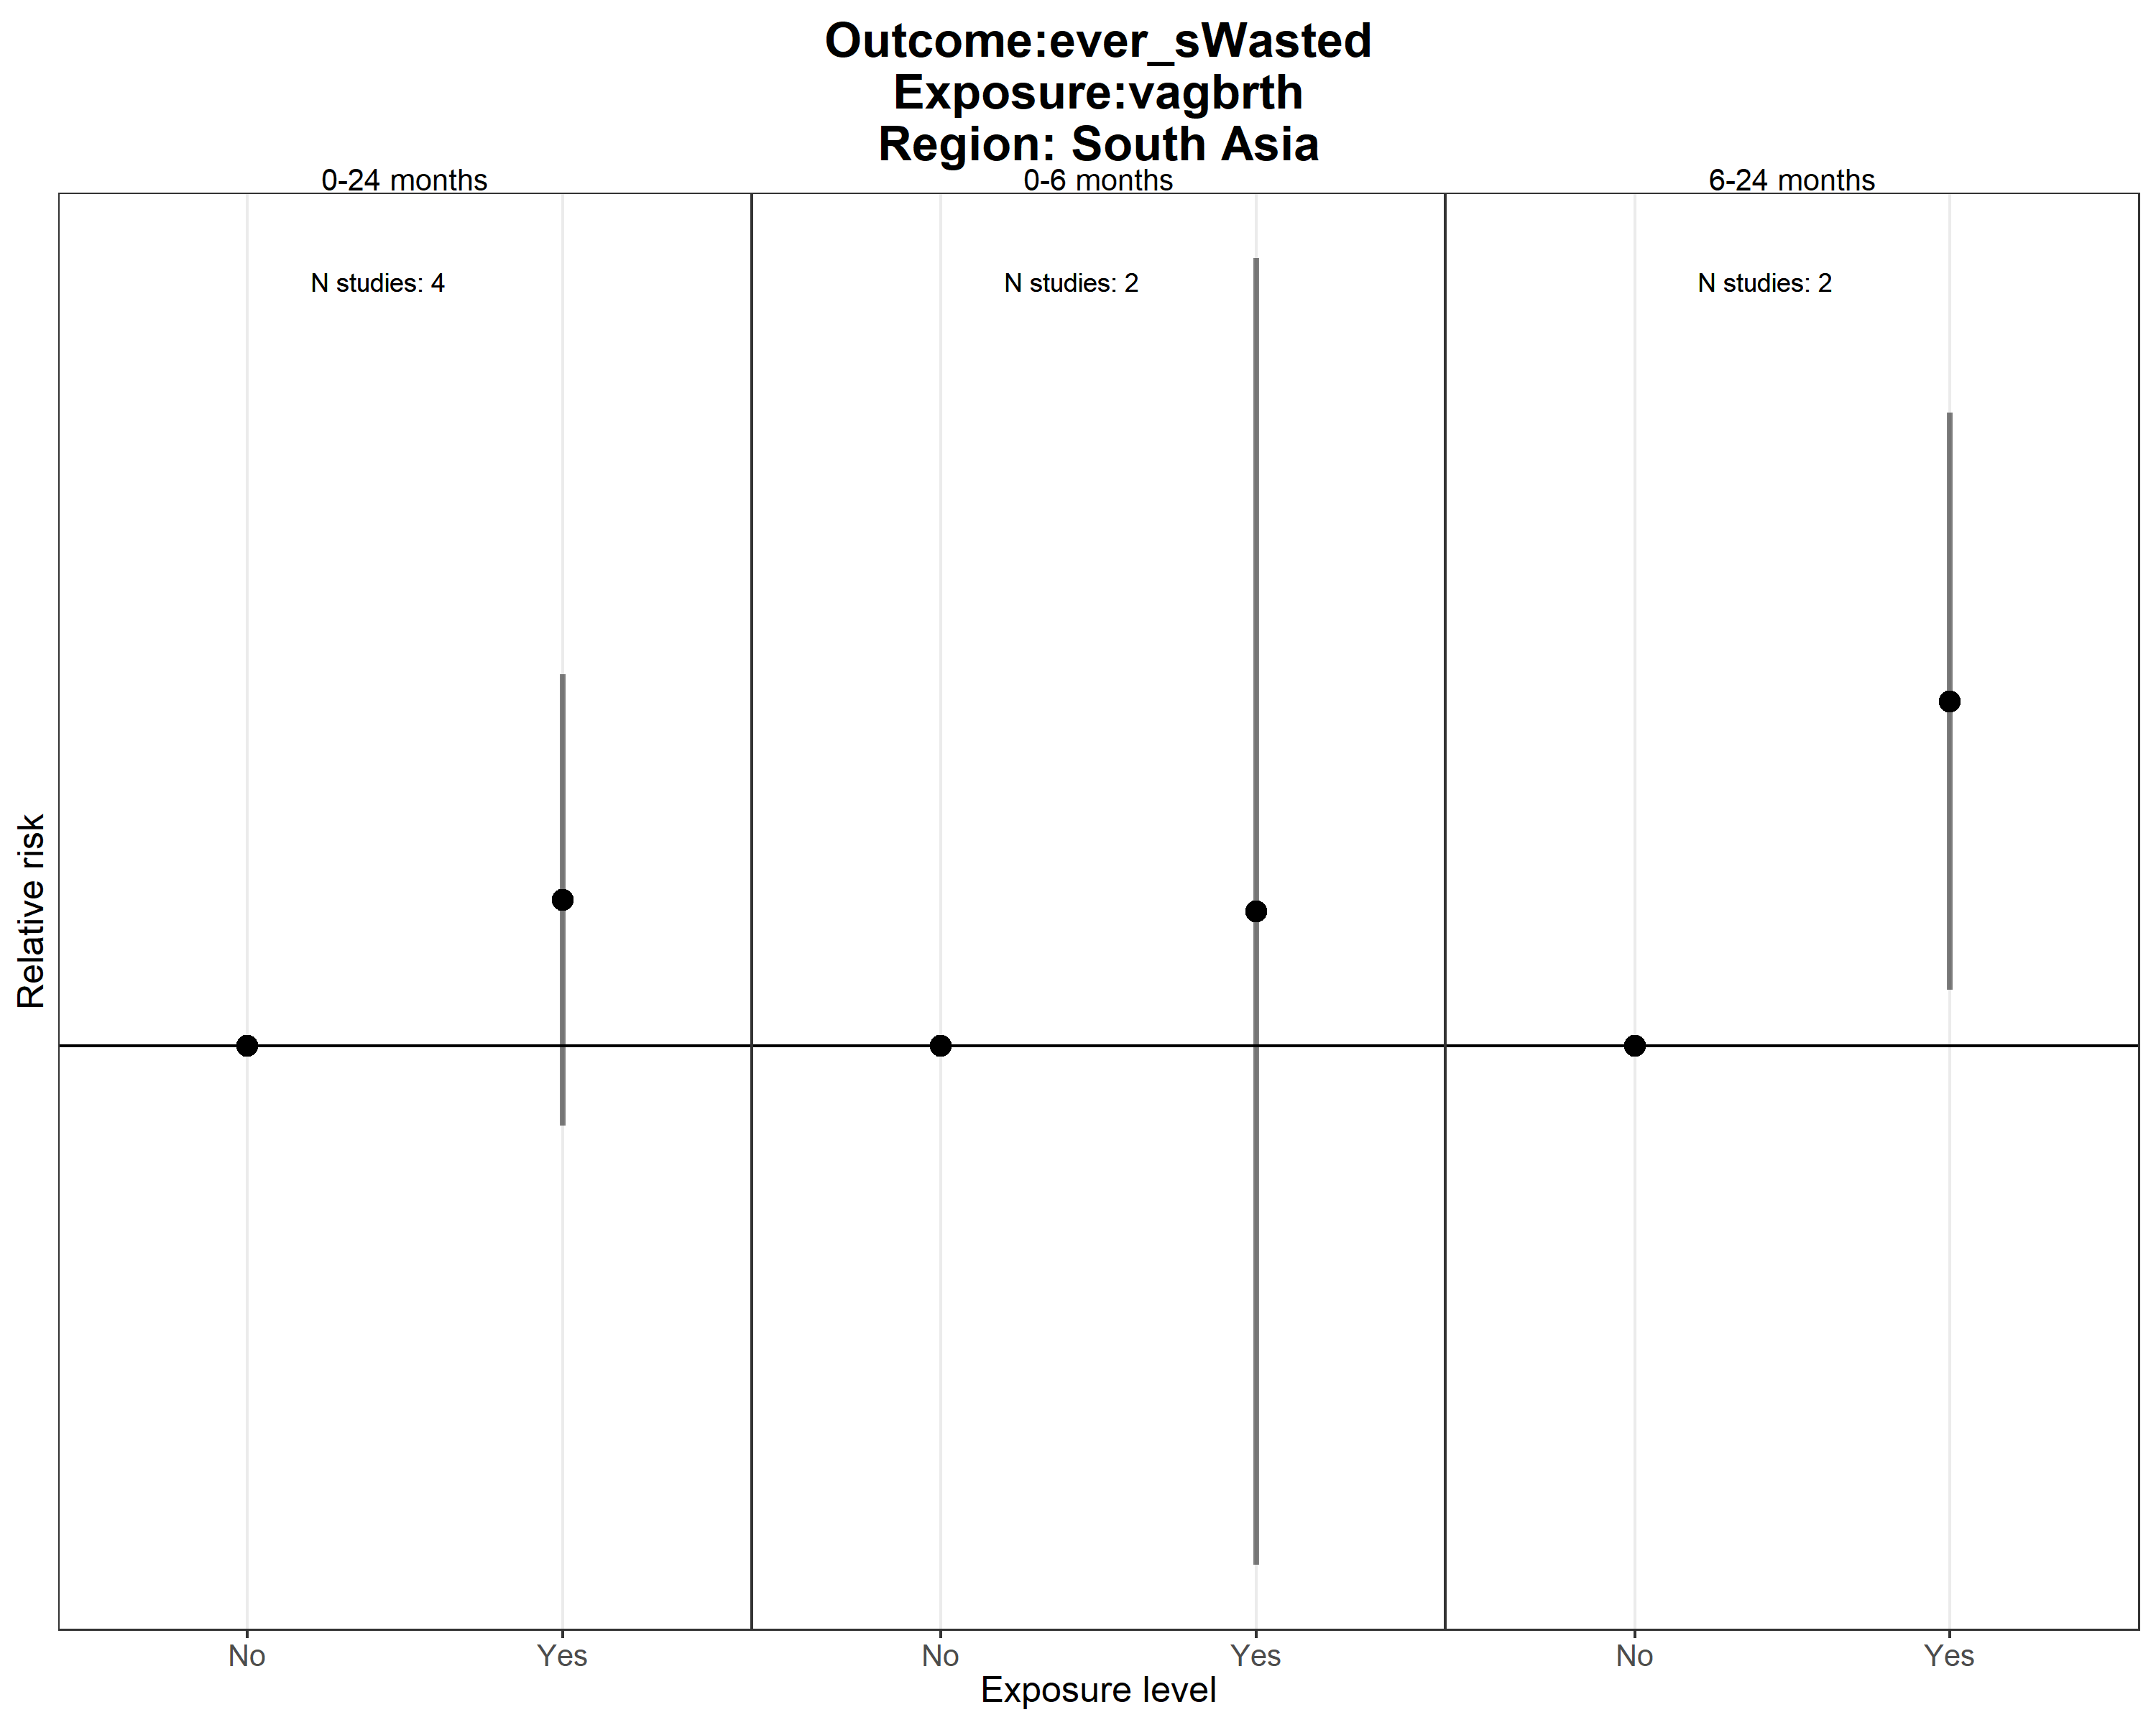 Outcome:ever_sWasted
Exposure:vagbrth
Region: South Asia
0-24 months
0-6 months
6-24 months
N studies: 4
N studies: 2
N studies: 2
Relative risk
No
Yes
No
Yes
No
Yes
Exposure level